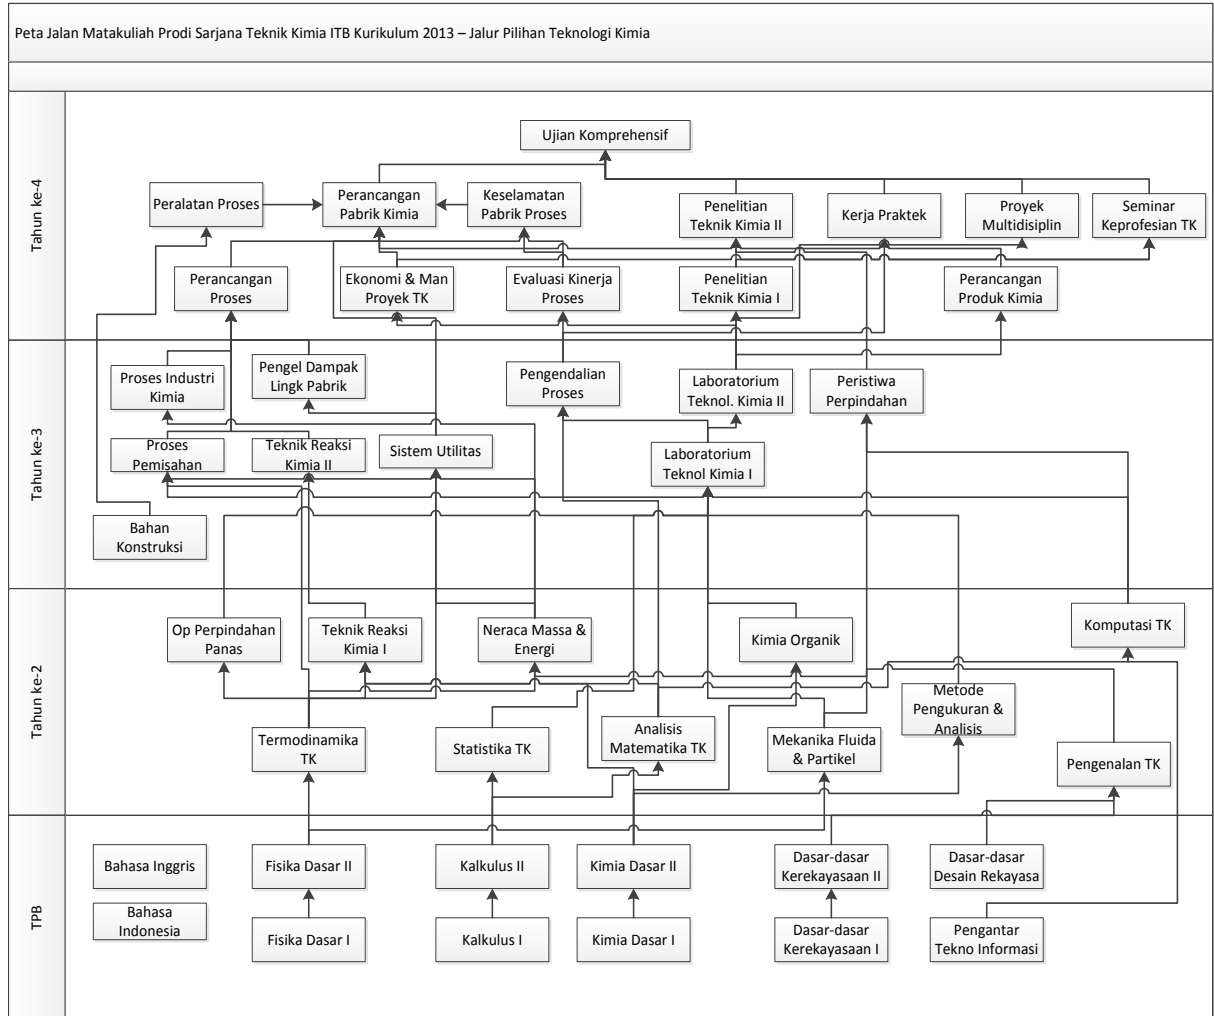 Peta Jalan Matakuliah Prodi Sarjana Teknik Kimia ITB Kurikulum 2013 – Jalur Pilihan Teknologi Kimia
Tahun ke-4
Ujian Komprehensif
Peralatan Proses
Perancangan
Pabrik Kimia
Keselamatan
Pabrik Proses
Penelitian
Teknik Kimia II
Kerja Praktek
Proyek
Multidisiplin
Seminar
Keprofesian TK
Perancangan
Proses
Ekonomi & Man
Proyek TK
Evaluasi Kinerja
Proses
Penelitian
Teknik Kimia I
Perancangan
Produk Kimia
Tahun ke-3
Proses Industri
Kimia
Pengel Dampak
Lingk Pabrik
Pengendalian
Proses
Laboratorium
Teknol. Kimia II
Peristiwa
Perpindahan
Proses
Pemisahan
Teknik Reaksi
Kimia II
Sistem Utilitas
Laboratorium
Teknol Kimia I
Bahan
Konstruksi
Tahun ke-2
Op Perpindahan
Panas
Teknik Reaksi
Kimia I
Neraca Massa &
Energi
Kimia Organik
Komputasi TK
Termodinamika
TK
Statistika TK
Analisis
Matematika TK
Mekanika Fluida
& Partikel
Metode
Pengukuran &
Analisis
Pengenalan TK
TPB
Bahasa Inggris
Fisika Dasar II
Kalkulus II
Kimia Dasar II
Dasar-dasar
Kerekayasaan II
Dasar-dasar
Desain Rekayasa
Bahasa
Indonesia
Fisika Dasar I
Kalkulus I
Kimia Dasar I
Dasar-dasar
Kerekayasaan I
Pengantar
Tekno Informasi